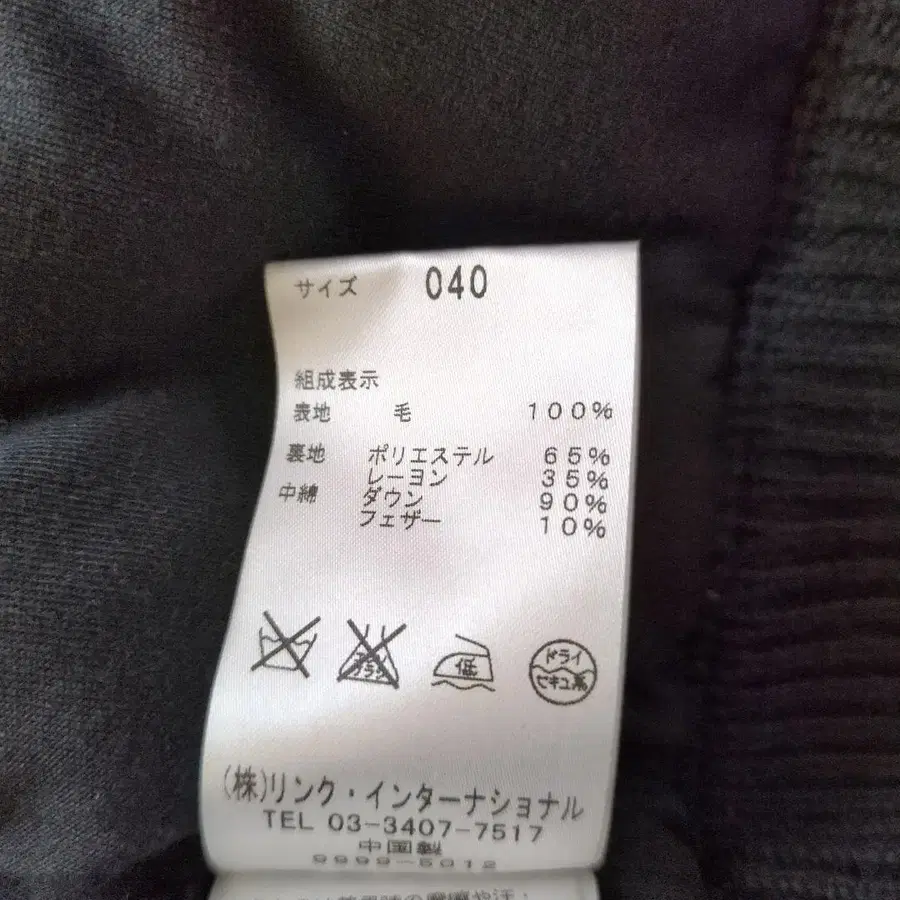 サイズ 040
組成表示
表地 毛 100%
裏地 ポリエステル 65%
レーヨン 35%
中綿 ダウン 90%
フェザー 10%
低 ドライ
セキユ系
(株)リンク・インターナショナル
TEL 03-3407-7517
中国製
9999-5012